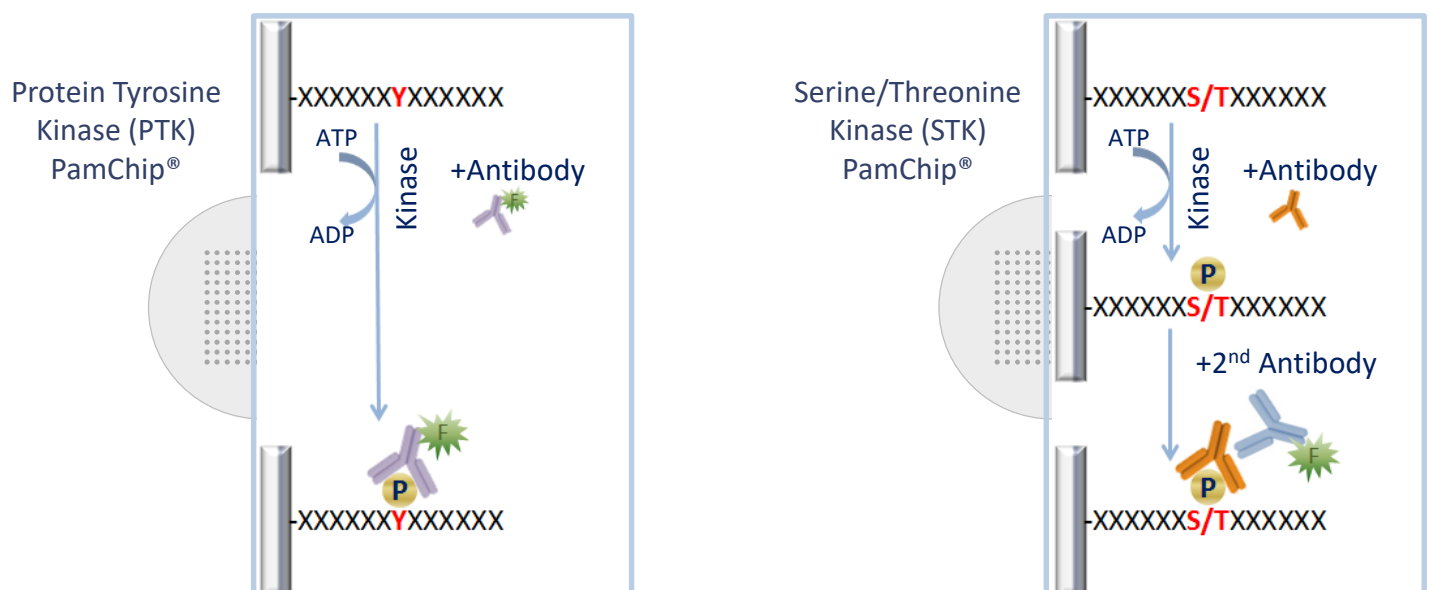 Protein Tyrosine
Kinase (PTK)
PamChip®
-XXXXXXYXXXXXX
ATP
ADP
Kinase
+Antibody
F
F
P
-XXXXXXYXXXXXX
Serine/Threonine
Kinase (STK)
PamChip®
-XXXXXXS/TXXXXXX
ATP
ADP
Kinase
+Antibody
P
-XXXXXXS/TXXXXXX
+2nd Antibody
F
P
-XXXXXXS/TXXXXXX